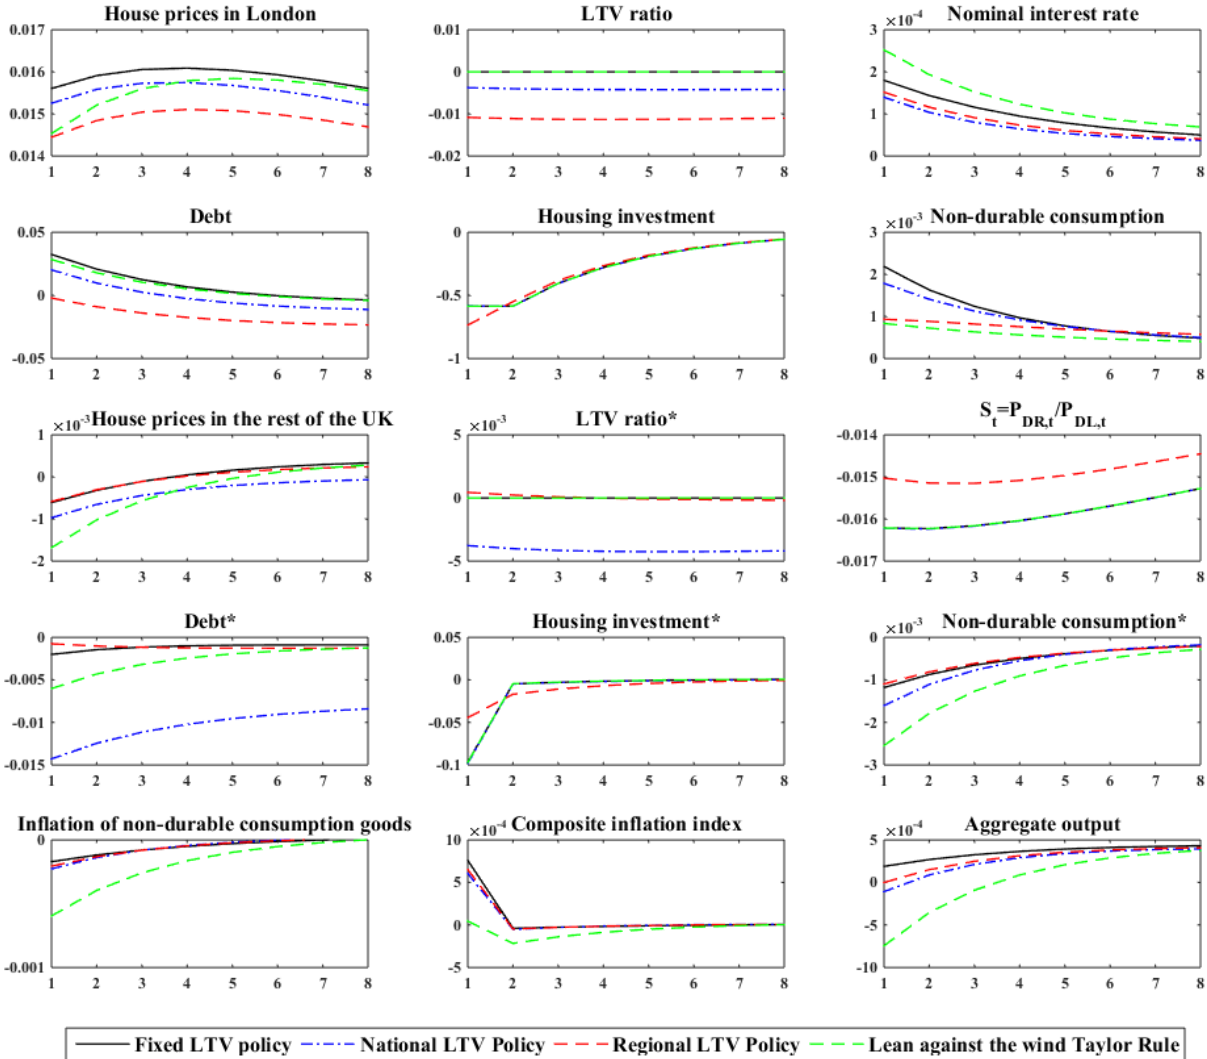 House prices in London
0.017
0.016
0.015
0.014
1 2 3 4 5 6 7 8
LTV ratio
0.01
0
-0.01
-0.02
1 2 3 4 5 6 7 8
Nominal interest rate
×10⁻⁴
3
2
1
0
1 2 3 4 5 6 7 8
Debt
0.05
0
-0.05
1 2 3 4 5 6 7 8
Housing investment
0
-0.5
-1
1 2 3 4 5 6 7 8
Non-durable consumption
×10⁻³
3
2
1
0
1 2 3 4 5 6 7 8
×10⁻³ House prices in the rest of the UK
1
0
-1
-2
1 2 3 4 5 6 7 8
LTV ratio*
×10⁻³
5
0
-5
1 2 3 4 5 6 7 8
S_t=P_DR,t/P_DL,t
-0.014
-0.015
-0.016
-0.017
1 2 3 4 5 6 7 8
Debt*
0
-0.005
-0.01
-0.015
1 2 3 4 5 6 7 8
Housing investment*
0.05
0
-0.05
-0.1
1 2 3 4 5 6 7 8
Non-durable consumption*
×10⁻³
0
-1
-2
-3
1 2 3 4 5 6 7 8
Inflation of non-durable consumption goods
0
-0.001
1 2 3 4 5 6 7 8
×10⁻⁴ Composite inflation index
10
5
0
-5
1 2 3 4 5 6 7 8
Aggregate output
×10⁻⁴
5
0
-5
-10
1 2 3 4 5 6 7 8
Fixed LTV policy National LTV Policy Regional LTV Policy Lean against the wind Taylor Rule